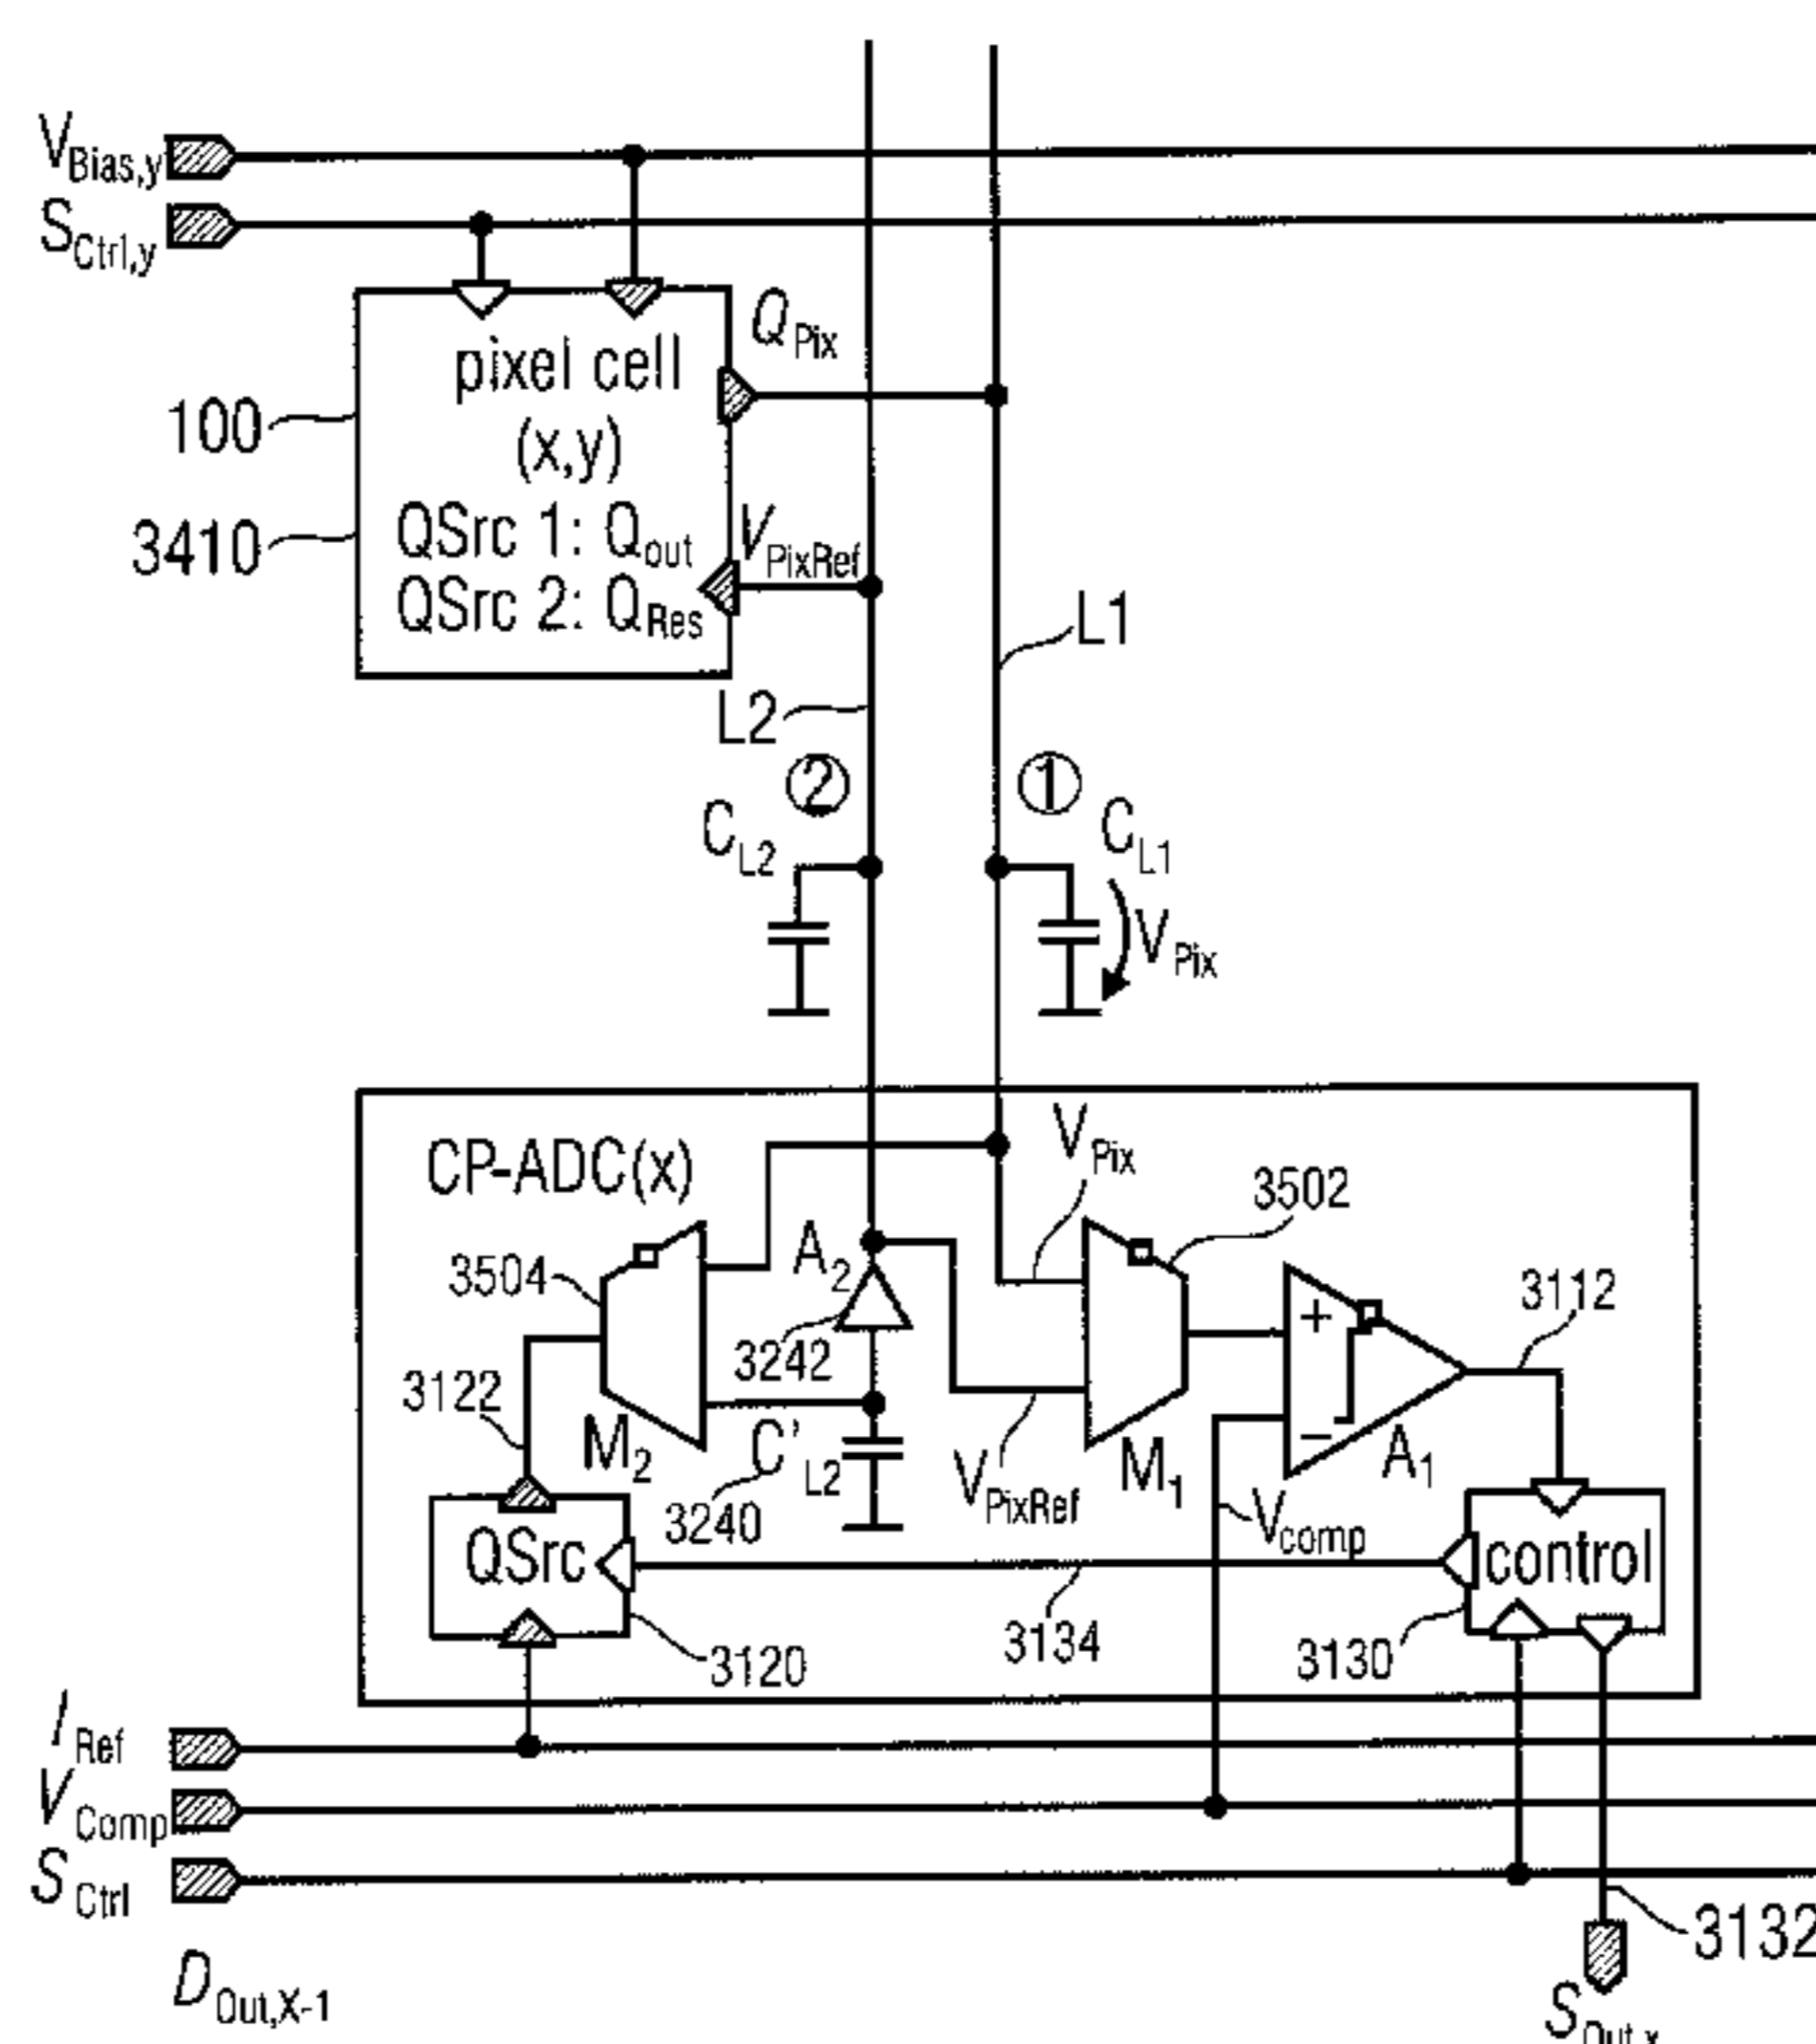 V_Bias,y
S_Ctrl,y
Q_Pix
pixel cell
100
(x,y)
3410
QSrc 1: Q_out
V_PixRef
QSrc 2: Q_Res
L1
L2
② ①
C_L2 C_L1
V_Pix
CP-ADC(x)
V_Pix
3502
3504
A_2
3112
+
3242
3122
M_2
C'_L2
V_PixRef
M_1
−
A_1
3240
V_comp
QSrc
control
3120
3134
3130
I_Ref
V_Comp
S_Ctrl
3132
D_Out,X-1
S_Out,x